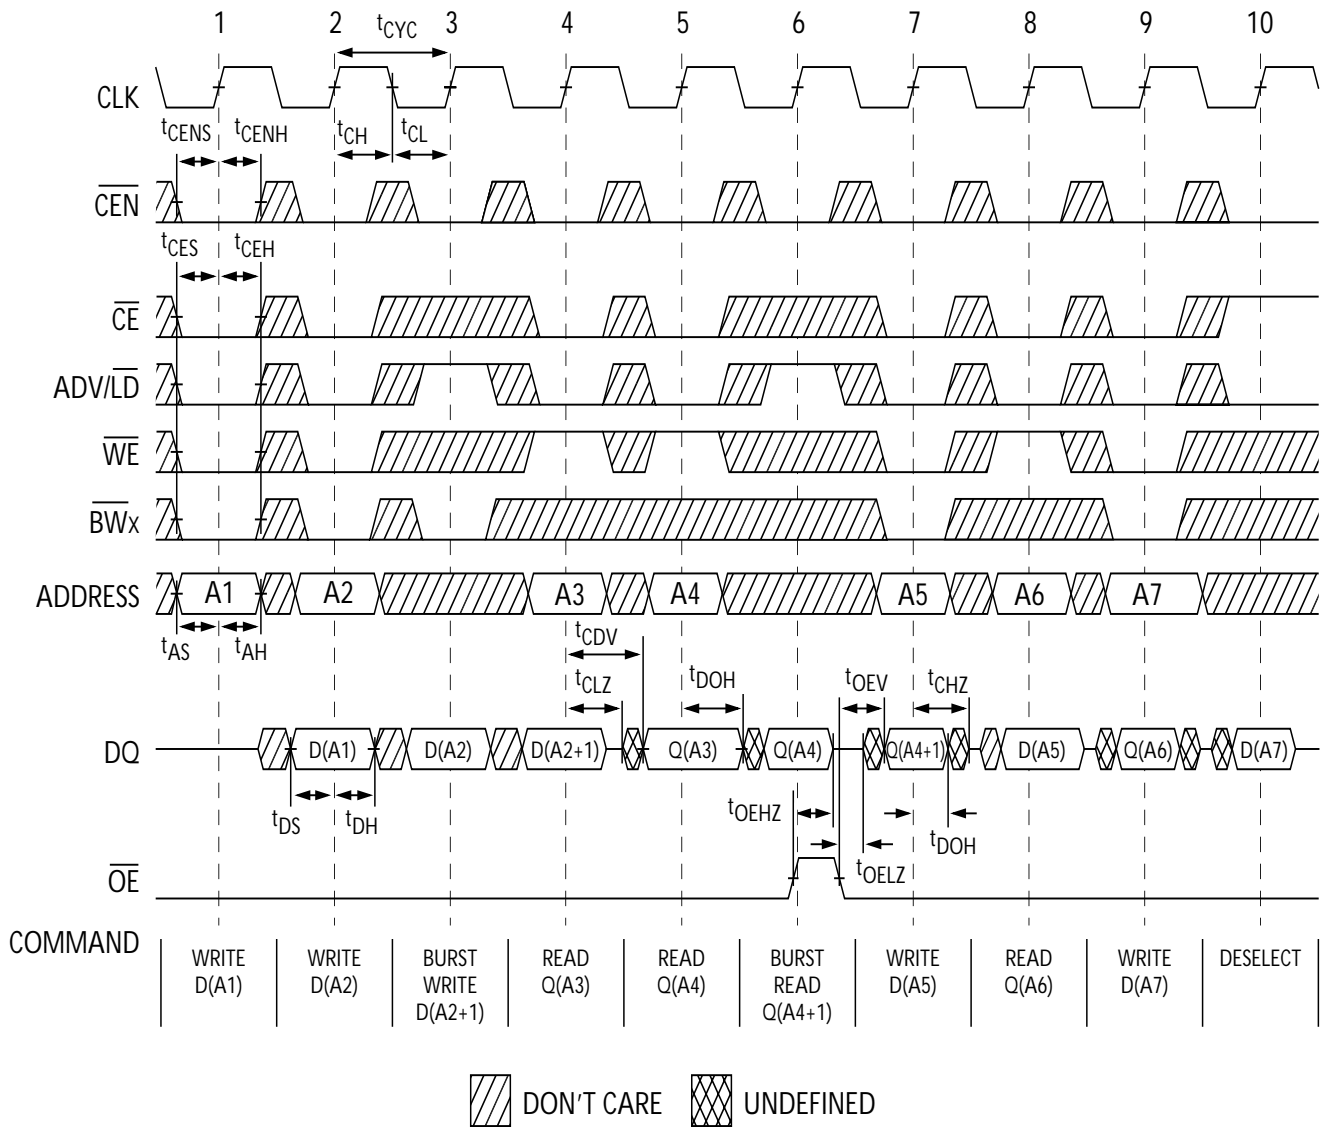 1 2 3 4 5 6 7 8 9 10
tCYC
CLK
tCENS tCENH tCH tCL
CEN
tCES tCEH
CE
ADV/LD
WE
BWx
ADDRESS A1 A2 A3 A4 A5 A6 A7
tAS tAH tCDV
tCLZ tDOH tOEV tCHZ
DQ D(A1) D(A2) D(A2+1) Q(A3) Q(A4) Q(A4+1) D(A5) Q(A6) D(A7)
tDS tDH tOEHZ tDOH
tOELZ
OE
COMMAND
WRITE WRITE BURST READ READ BURST WRITE READ WRITE DESELECT
D(A1) D(A2) WRITE Q(A3) Q(A4) READ D(A5) Q(A6) D(A7)
D(A2+1) Q(A4+1)
DON'T CARE UNDEFINED